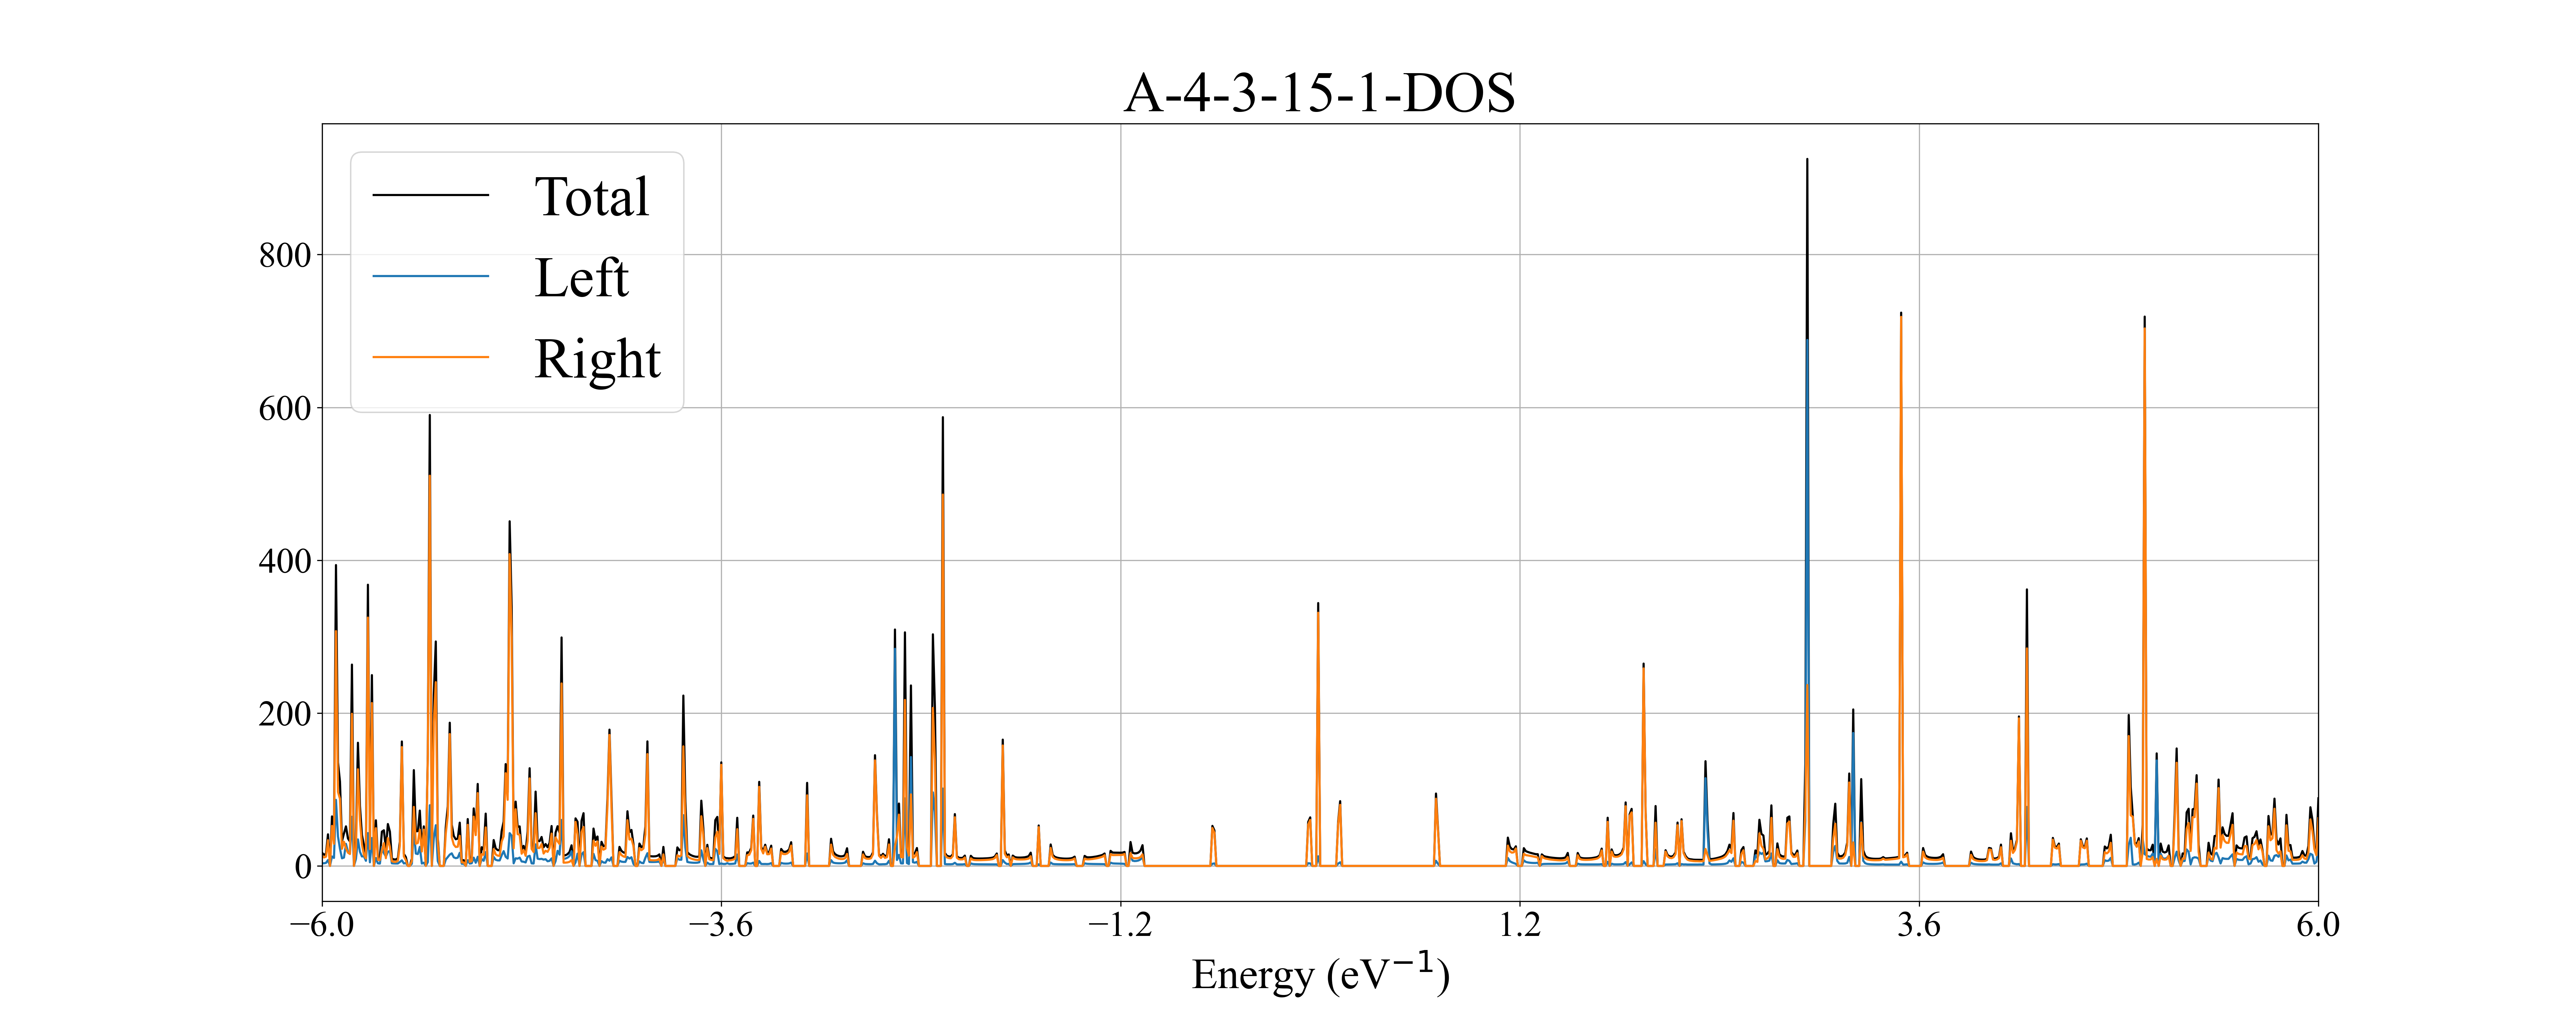 A-4-3-15-1-DOS
Total
Left
Right
800
600
400
200
0
−6.0 −3.6 −1.2 1.2 3.6 6.0
Energy (eV⁻¹)